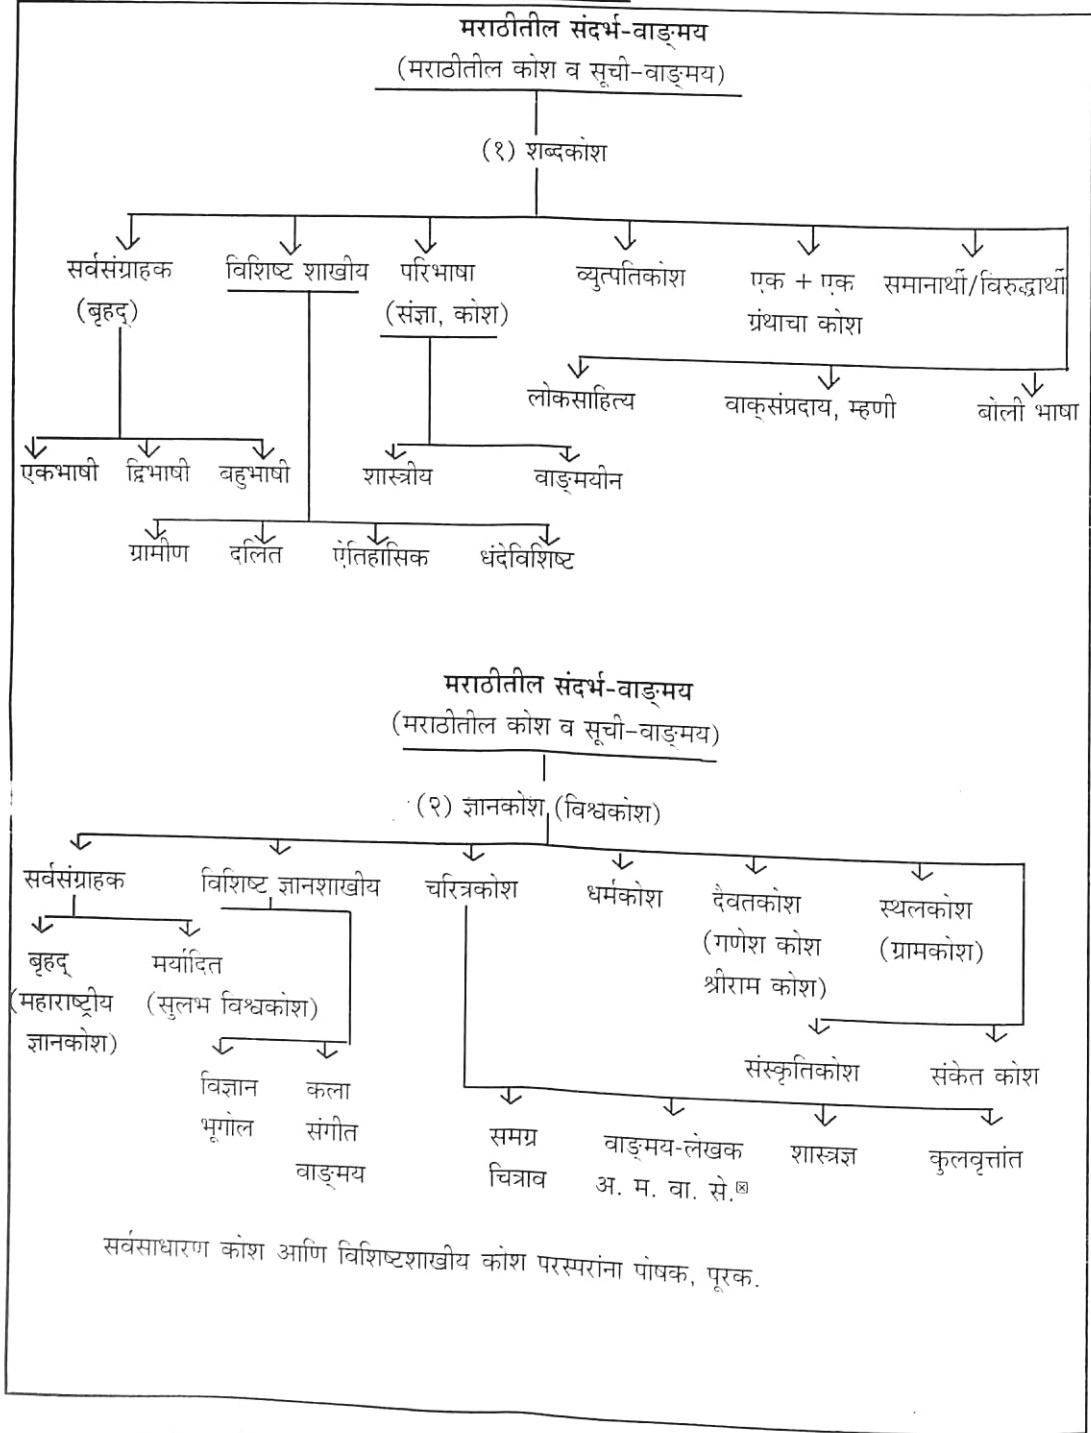 मराठीतील संदर्भ-वाङ्‌मय
(मराठीतील कोश व सूची-वाङ्‌मय)
(१) शब्दकोश
सर्वसंग्राहक विशिष्ट शाखीय परिभाषा व्युत्पतिकोश एक + एक समानार्थी/विरुद्धार्थी
(बृहद्) (संज्ञा, कोश) ग्रंथाचा कोश
लोकसाहित्य वाक्‌संप्रदाय, म्हणी बोली भाषा
एकभाषी द्विभाषी बहुभाषी शास्त्रीय वाङ्‌मयीन
ग्रामीण दलित ऐतिहासिक धंदेविशिष्ट
मराठीतील संदर्भ-वाङ्‌मय
(मराठीतील कोश व सूची-वाङ्‌मय)
(२) ज्ञानकोश (विश्वकोश)
सर्वसंग्राहक विशिष्ट ज्ञानशाखीय चरित्रकोश धर्मकोश दैवतकोश स्थलकोश
(गणेश कोश (ग्रामकोश)
श्रीराम कोश)
बृहद् मर्यादित
(महाराष्ट्रीय (सुलभ विश्वकोश)
ज्ञानकोश)
संस्कृतिकोश संकेत कोश
विज्ञान कला
भूगोल संगीत
वाङ्‌मय
समग्र वाङ्‌मय-लेखक शास्त्रज्ञ कुलवृत्तांत
चित्राव अ. म. वा. से.
सर्वसाधारण कोश आणि विशिष्टशाखीय कोश परस्परांना पोषक, पूरक.